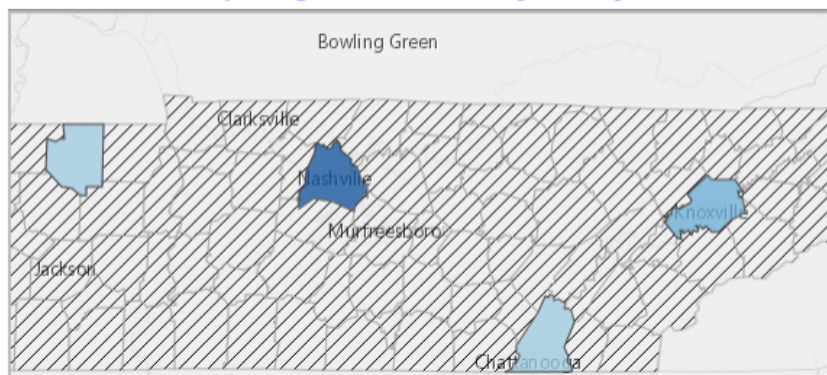 Bowling Green
Clarksville
Nashville
Knoxville
Murfreesboro
Jackson
Chattanooga